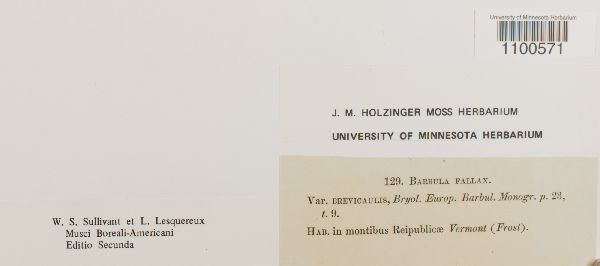 University of Minnesota Herbarium
1100571
J. M. HOLZINGER MOSS HERBARIUM
UNIVERSITY OF MINNESOTA HERBARIUM
129. BARBULA FALLAX.
Var. BREVICAULIS, Bryol. Europ. Barbul. Monogr. p. 23,
t. 9.
HAB. in montibus Reipublicæ Vermont (Frost).
W. S. Sullivant et L. Lesquereux
Musci Boreali-Americani
Editio Secunda